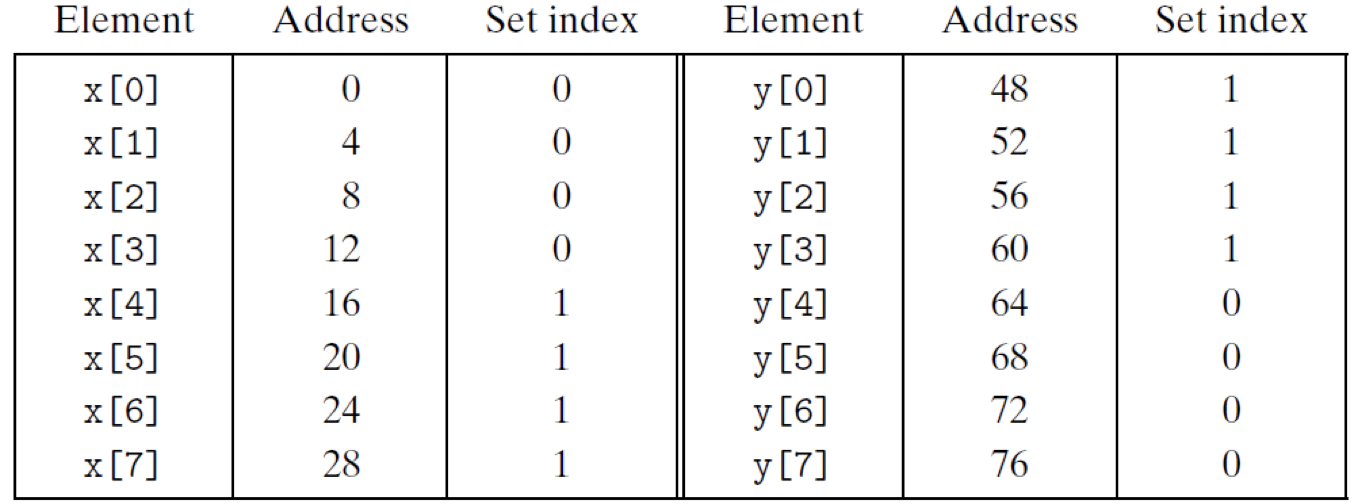 Element Address Set index Element Address Set index
x[0] 0 0 y[0] 48 1
x[1] 4 0 y[1] 52 1
x[2] 8 0 y[2] 56 1
x[3] 12 0 y[3] 60 1
x[4] 16 1 y[4] 64 0
x[5] 20 1 y[5] 68 0
x[6] 24 1 y[6] 72 0
x[7] 28 1 y[7] 76 0